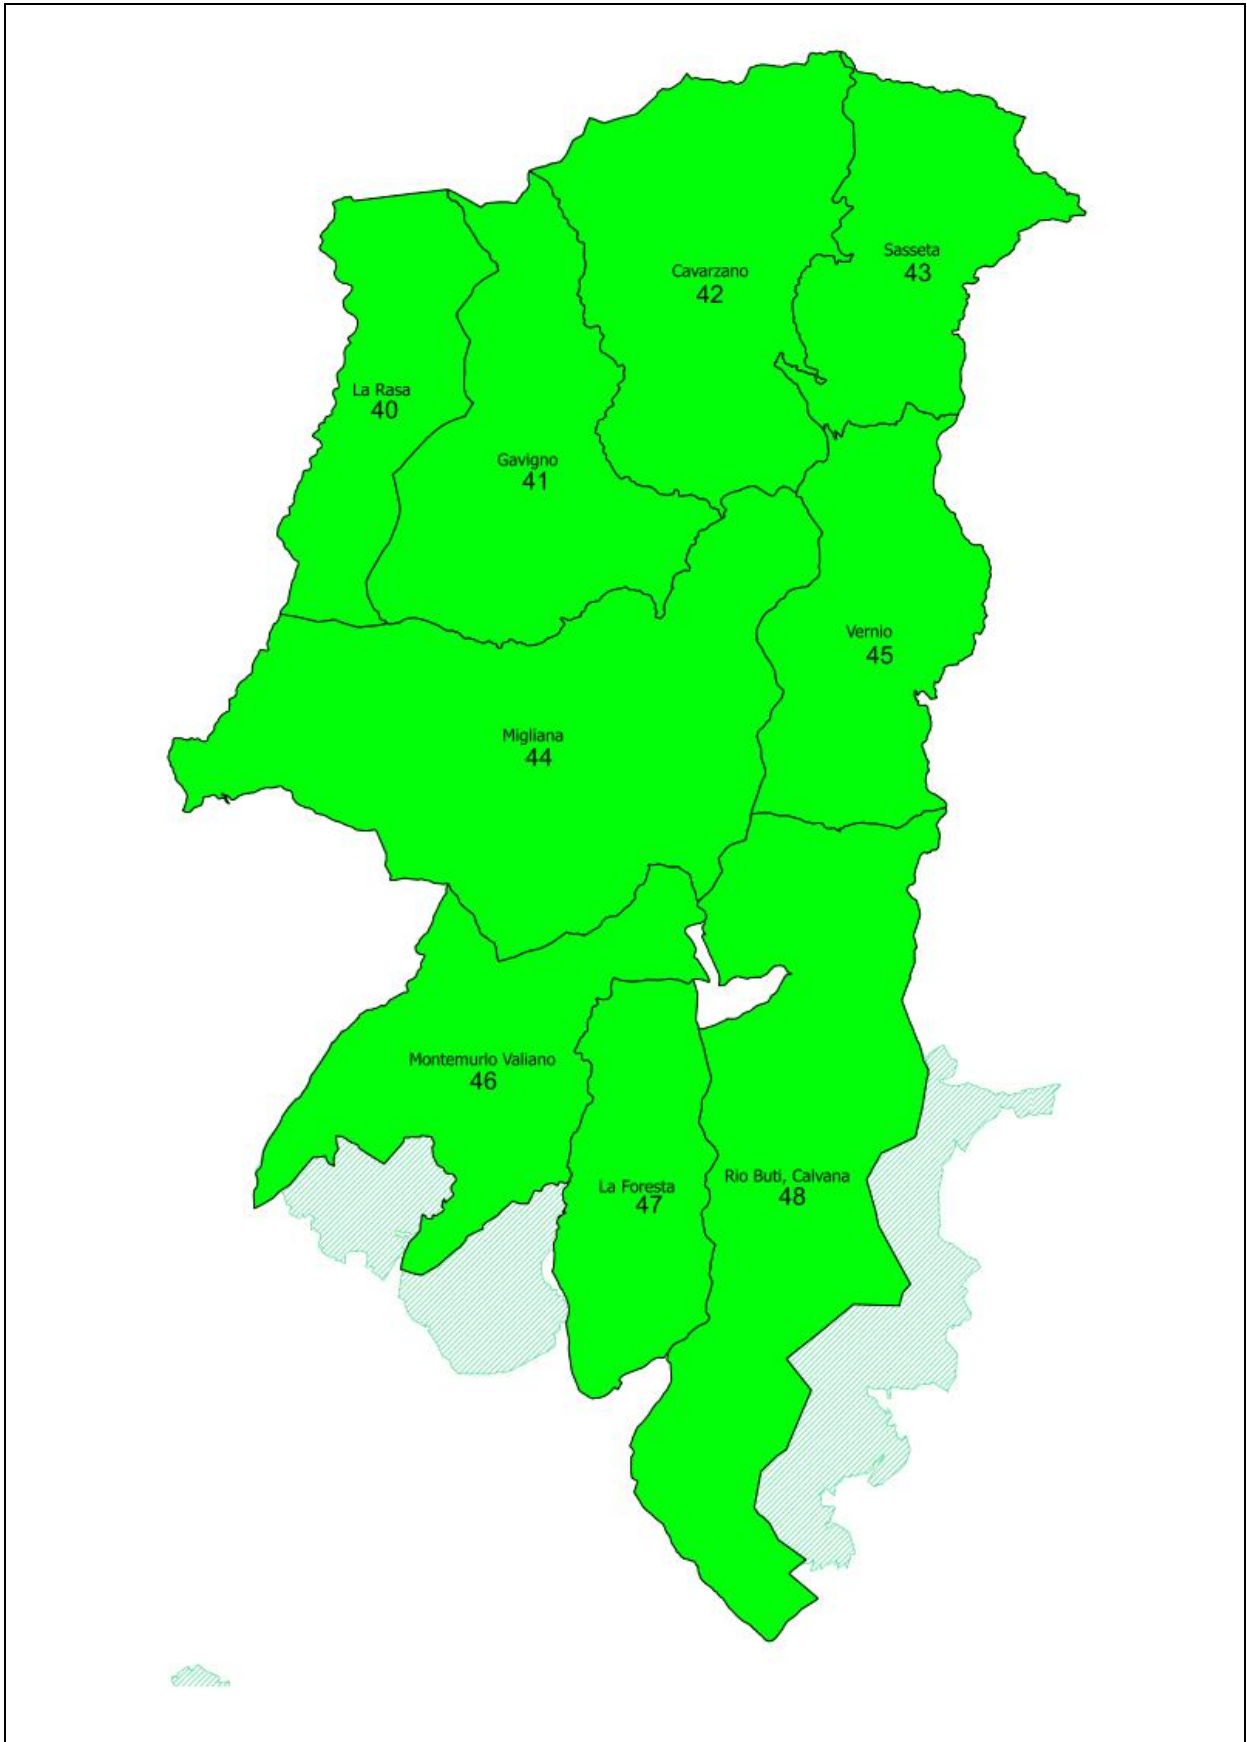 Sasseta
43
Cavarzano
42
La Rasa
40
Gavigno
41
Vernio
45
Migliana
44
Montemurlo Valiano
46
La Foresta
47
Rio Buti, Calvana
48